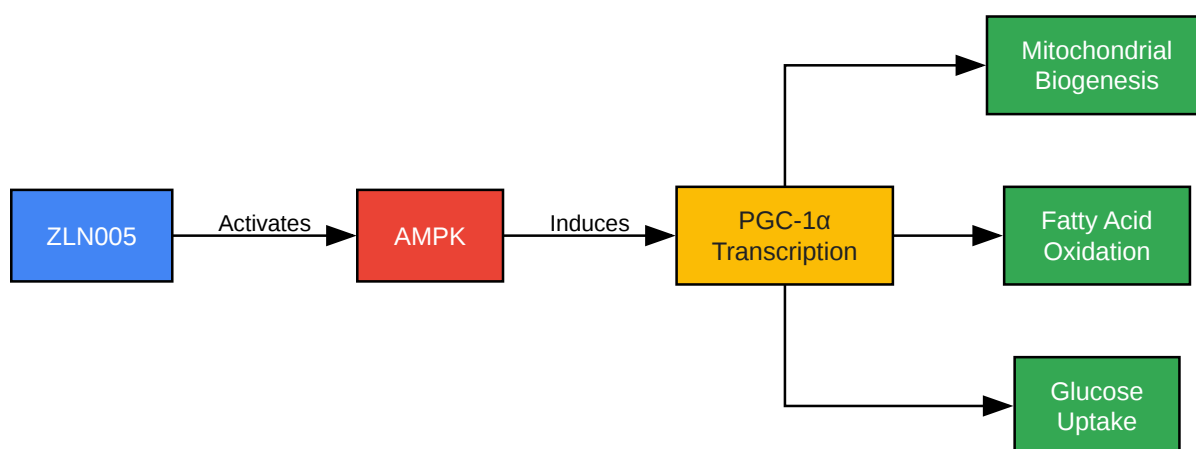 Mitochondrial
Biogenesis
ZLN005
Activates
AMPK
Induces
PGC-1α
Transcription
Fatty Acid
Oxidation
Glucose
Uptake